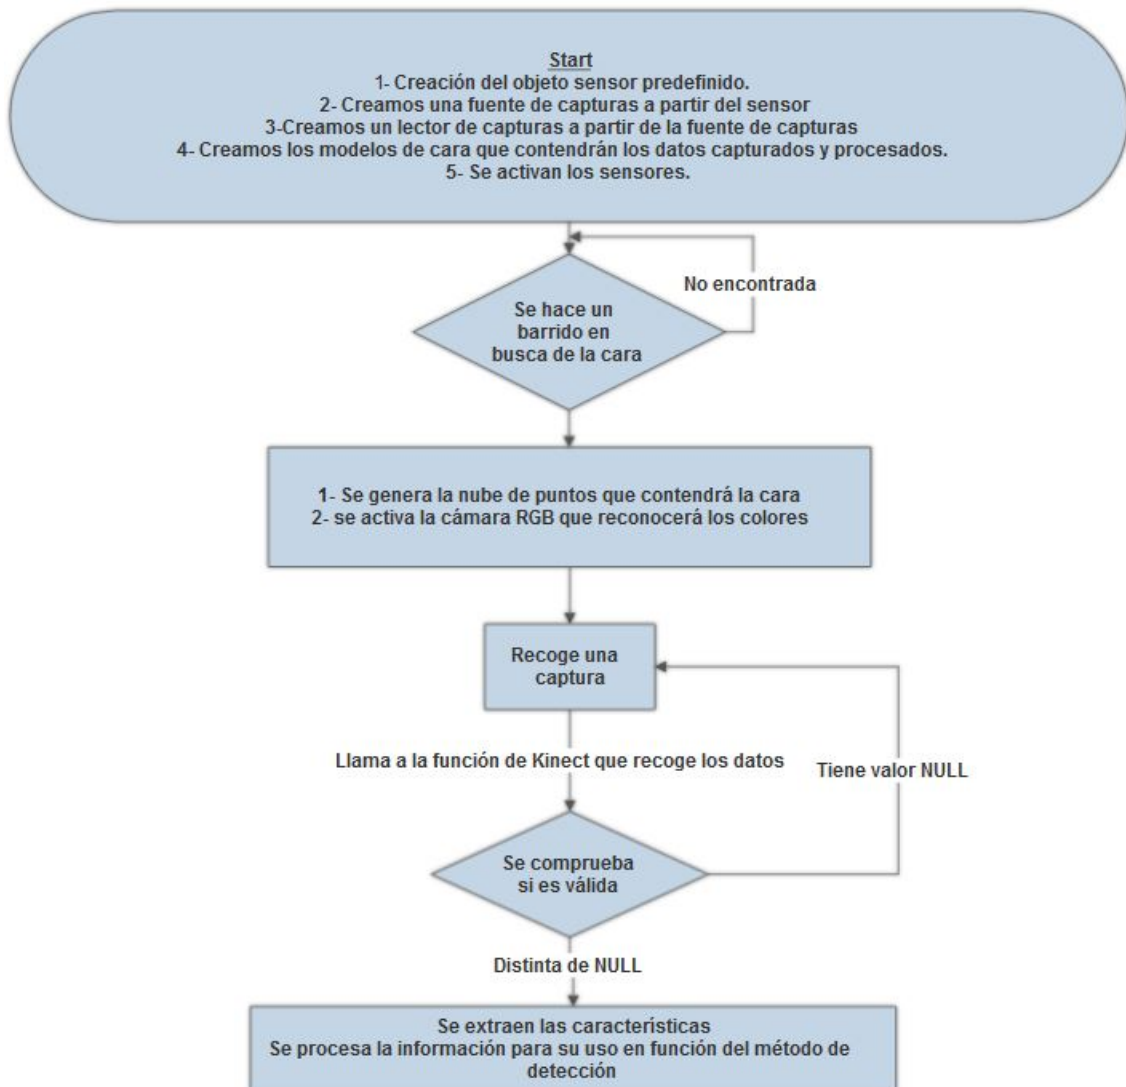 Start
1- Creación del objeto sensor predefinido.
2- Creamos una fuente de capturas a partir del sensor
3-Creamos un lector de capturas a partir de la fuente de capturas
4- Creamos los modelos de cara que contendrán los datos capturados y procesados.
5- Se activan los sensores.
No encontrada
Se hace un
barrido en
busca de la cara
1- Se genera la nube de puntos que contendrá la cara
2- se activa la cámara RGB que reconocerá los colores
Recoge una
captura
Llama a la función de Kinect que recoge los datos
Tiene valor NULL
Se comprueba
si es válida
Distinta de NULL
Se extraen las características
Se procesa la información para su uso en función del método de
detección